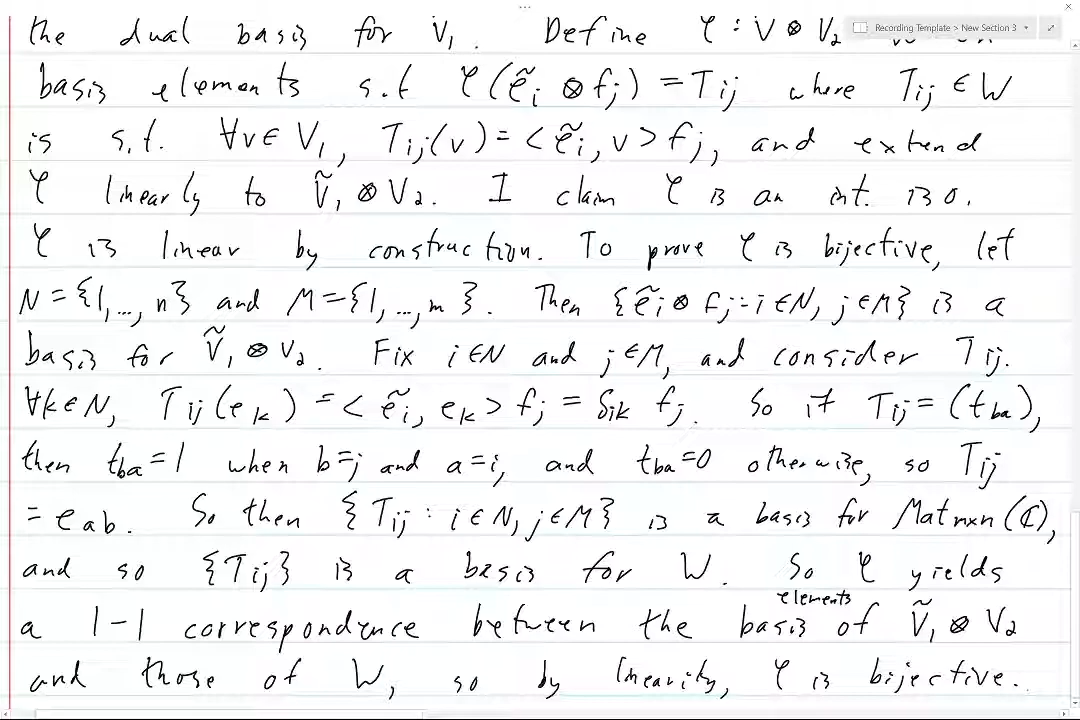 Recording Template > New Section 3
the dual basis for V₁. Define φ : Ṽ ⊗ V₂
basis elements s.t φ(ẽᵢ ⊗ fⱼ) = Tᵢⱼ where Tᵢⱼ ∈ W
is s.t. ∀v ∈ V₁, Tᵢⱼ(v) = <ẽᵢ, v> fⱼ, and extend
φ linearly to Ṽ₁ ⊗ V₂. I claim φ is an int. iso.
φ is linear by construction. To prove φ is bijective, let
N = {1, ..., n} and M = {1, ..., m}. Then {ẽᵢ ⊗ fⱼ : i ∈ N, j ∈ M} is a
basis for Ṽ₁ ⊗ V₂. Fix i ∈ N and j ∈ M, and consider Tᵢⱼ.
∀k ∈ N, Tᵢⱼ(eₖ) = <ẽᵢ, eₖ> fⱼ = δᵢₖ fⱼ. So if Tᵢⱼ = (t_ba),
then t_ba = 1 when b = j and a = i, and t_ba = 0 otherwise, so Tᵢⱼ
= e_ab. So then {Tᵢⱼ : i ∈ N, j ∈ M} is a basis for Mat_mxn(ℂ),
and so {Tᵢⱼ} is a basis for W. So φ yields
a 1-1 correspondence between the basis elements of Ṽ₁ ⊗ V₂
and those of W, so by linearity, φ is bijective.